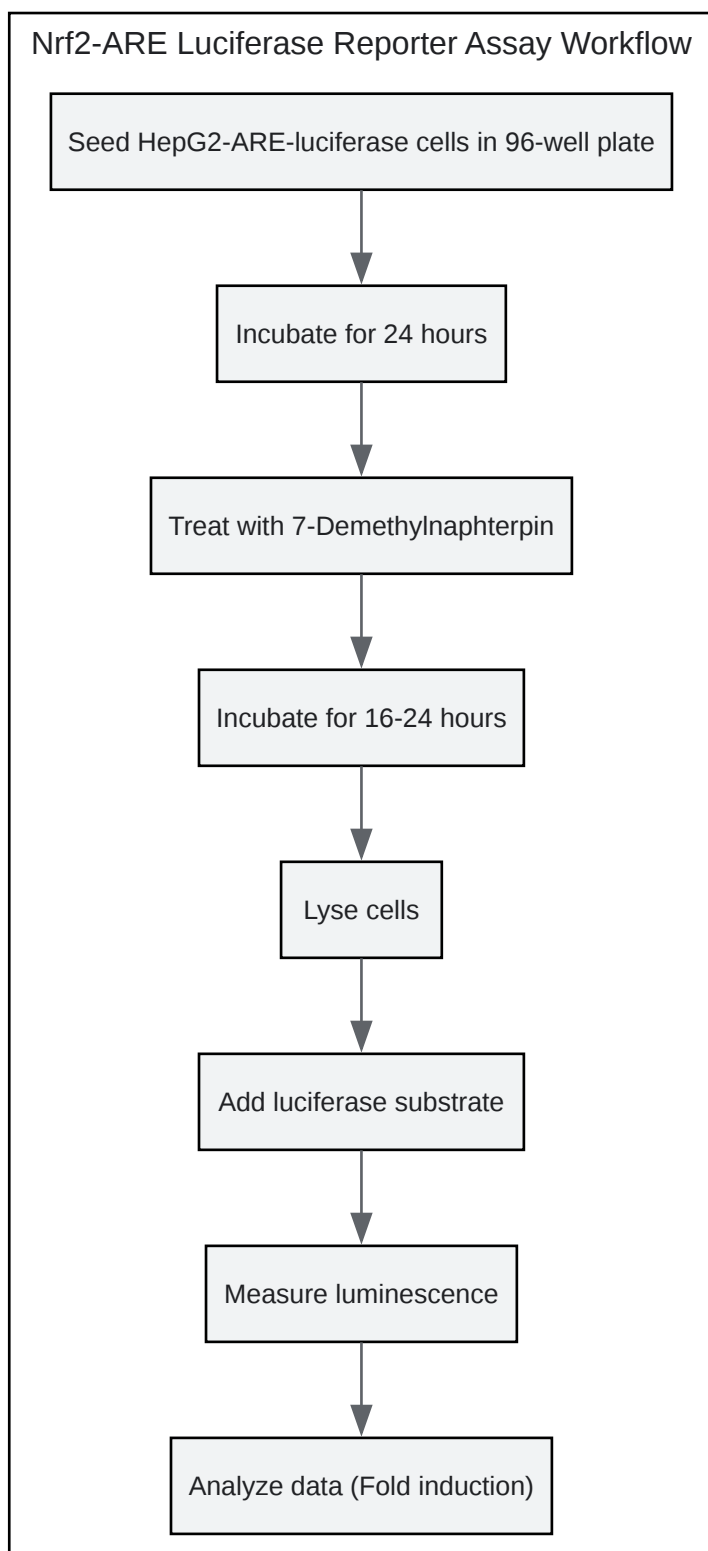 Nrf2-ARE Luciferase Reporter Assay Workflow
Seed HepG2-ARE-luciferase cells in 96-well plate
Incubate for 24 hours
Treat with 7-Demethylnaphterpin
Incubate for 16-24 hours
Lyse cells
Add luciferase substrate
Measure luminescence
Analyze data (Fold induction)